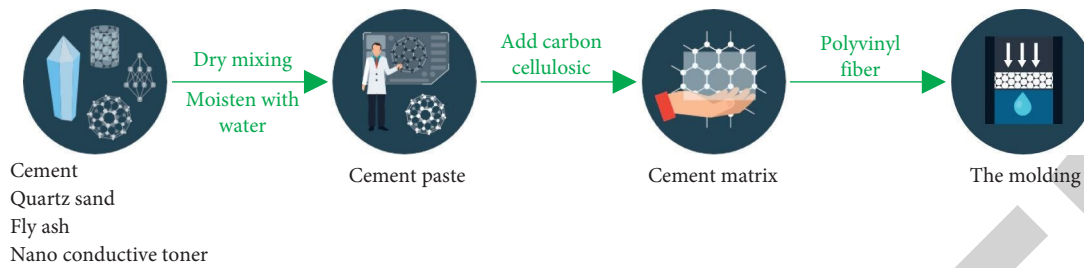 Dry mixing
Moisten with
water
Add carbon
cellulosic
Polyvinyl
fiber
Cement
Quartz sand
Fly ash
Nano conductive toner
Cement paste
Cement matrix
The molding